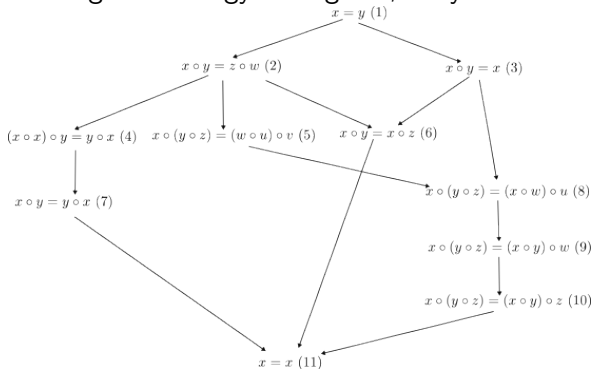 x = y (1)
x ∘ y = z ∘ w (2)
x ∘ y = x (3)
(x ∘ x) ∘ y = y ∘ x (4)
x ∘ (y ∘ z) = (w ∘ u) ∘ v (5)
x ∘ y = x ∘ z (6)
x ∘ (y ∘ z) = (x ∘ w) ∘ u (8)
x ∘ y = y ∘ x (7)
x ∘ (y ∘ z) = (x ∘ y) ∘ w (9)
x ∘ (y ∘ z) = (x ∘ y) ∘ z (10)
x = x (11)